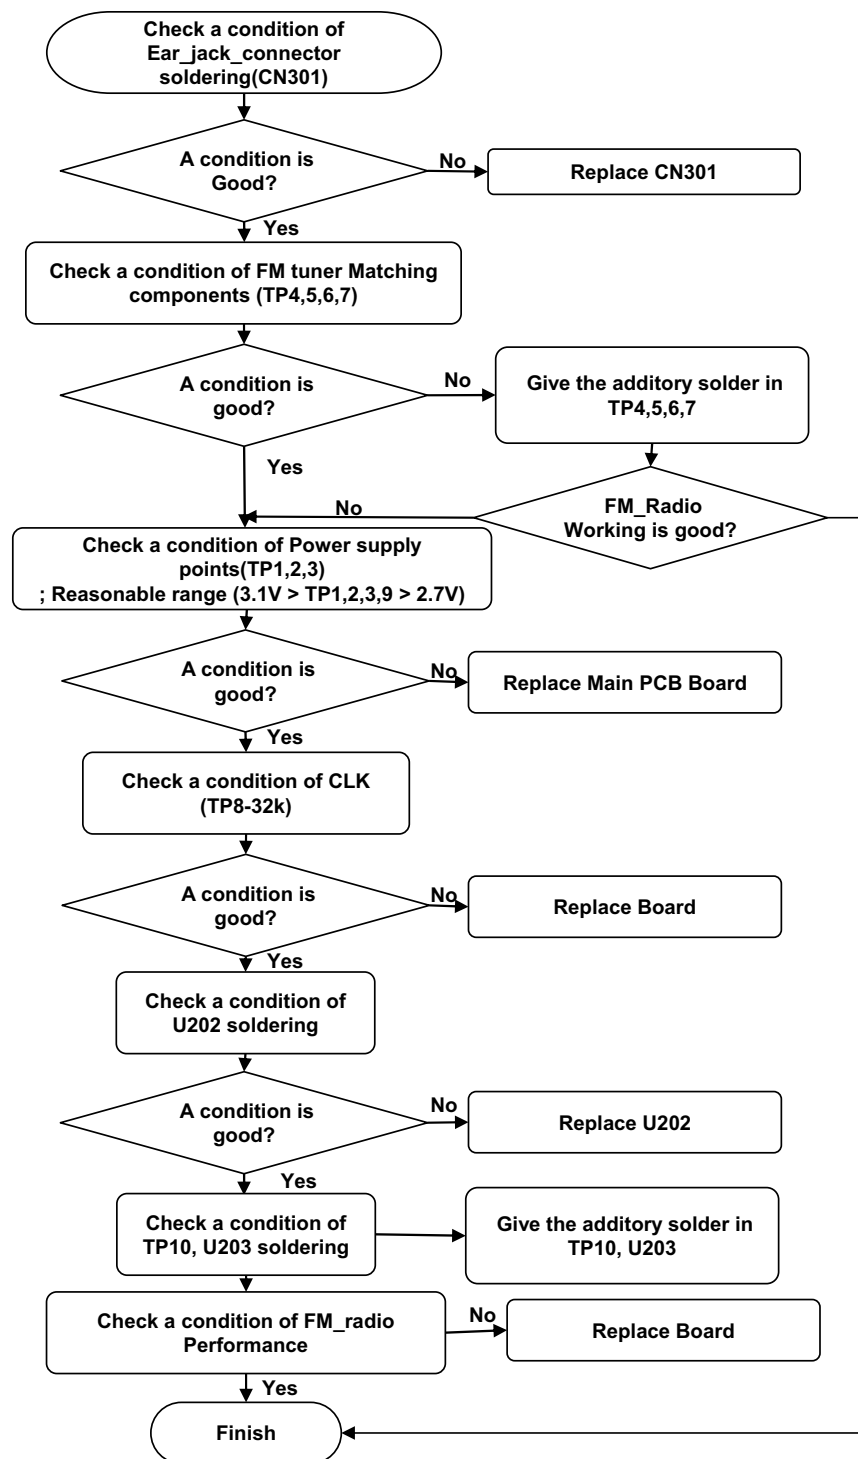 Check a condition of
Ear_jack_connector
soldering(CN301)
A condition is
Good?
No
Replace CN301
Yes
Check a condition of FM tuner Matching
components (TP4,5,6,7)
A condition is
good?
No
Give the additory solder in
TP4,5,6,7
Yes
No
FM_Radio
Working is good?
Check a condition of Power supply
points(TP1,2,3)
; Reasonable range (3.1V > TP1,2,3,9 > 2.7V)
A condition is
good?
No
Replace Main PCB Board
Yes
Check a condition of CLK
(TP8-32k)
A condition is
good?
No
Replace Board
Yes
Check a condition of
U202 soldering
A condition is
good?
No
Replace U202
Yes
Check a condition of
TP10, U203 soldering
Give the additory solder in
TP10, U203
Check a condition of FM_radio
Performance
No
Replace Board
Yes
Finish